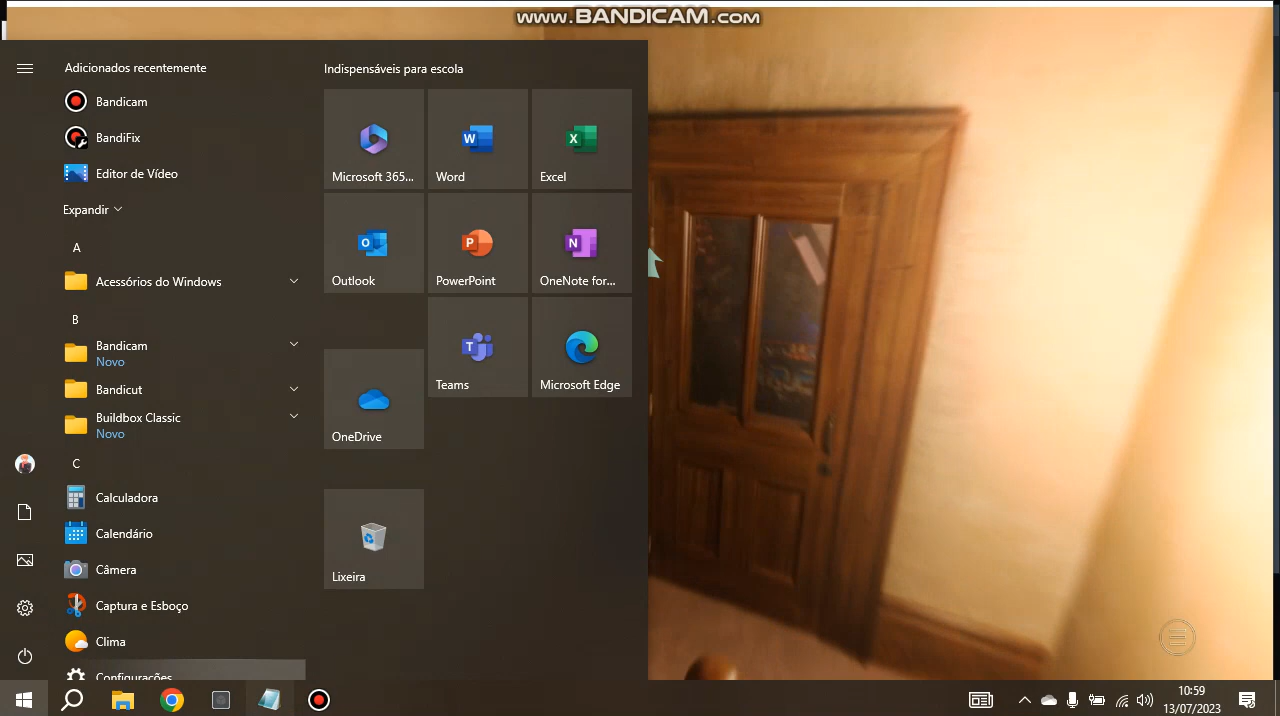 www.BANDICAM.com
Adicionados recentemente
Bandicam
BandiFix
Editor de Vídeo
Expandir
A
Acessórios do Windows
B
Bandicam
Novo
Bandicut
Buildbox Classic
Novo
C
Calculadora
Calendário
Câmera
Captura e Esboço
Clima
Configurações
Indispensáveis para escola
Microsoft 365...
Word
Excel
Outlook
PowerPoint
OneNote for...
Teams
Microsoft Edge
OneDrive
Lixeira
10:59
13/07/2023